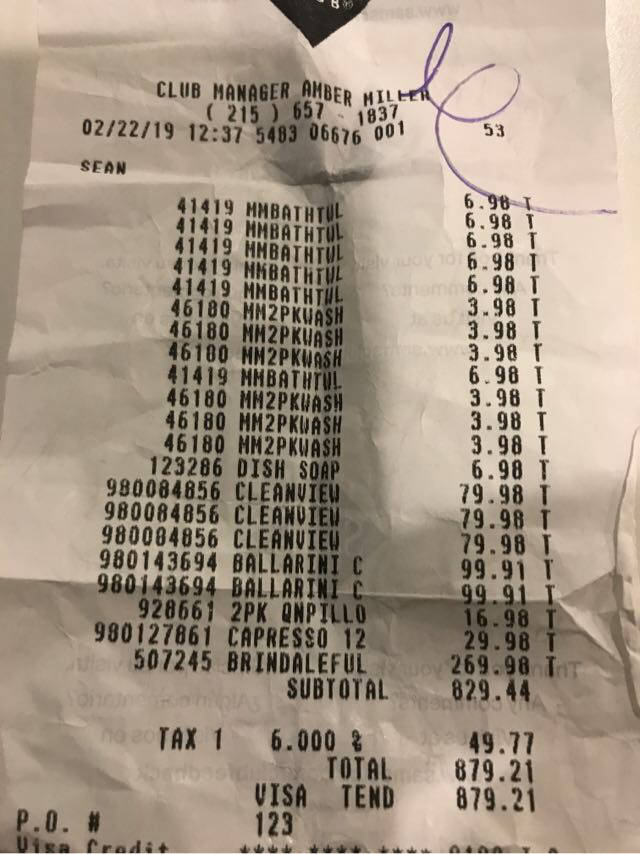 CLUB MANAGER AMBER MILLER
( 215 ) 657 - 1837
02/22/19 12:37 5483 06676 001 53
SEAN
41419 MMBATHTWL 6.98 T
41419 MMBATHTWL 6.98 T
41419 MMBATHTWL 6.98 T
41419 MMBATHTWL 6.98 T
41419 MMBATHTWL 6.98 T
46180 MM2PKWASH 3.98 T
46180 MM2PKWASH 3.98 T
46180 MM2PKWASH 3.98 T
41419 MMBATHTWL 6.98 T
46180 MM2PKWASH 3.98 T
46180 MM2PKWASH 3.98 T
46180 MM2PKWASH 3.98 T
123286 DISH SOAP 6.98 T
980084856 CLEANVIEW 79.98 T
980084856 CLEANVIEW 79.98 T
980084856 CLEANVIEW 79.98 T
980143694 BALLARINI C 99.91 T
980143694 BALLARINI C 99.91 T
928661 2PK QNPILLO 16.98 T
980127861 CAPRESSO 12 29.98 T
507245 BRINDALEFUL 269.98 T
SUBTOTAL 829.44
TAX 1 6.000 % 49.77
TOTAL 879.21
VISA TEND 879.21
P.O. # 123
Visa Credit **** **** ****